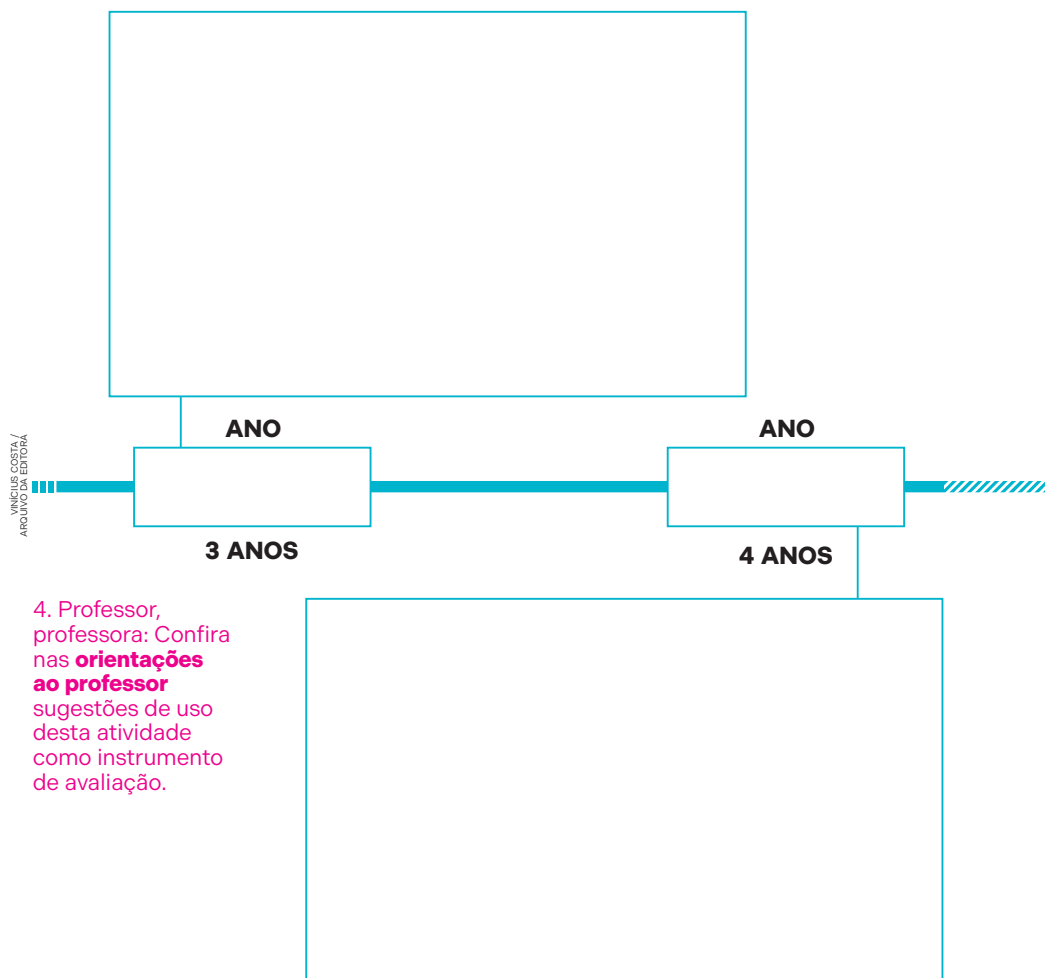 ANO
ANO
VINÍCIUS COSTA /
ARQUIVO DA EDITORA
3 ANOS
4 ANOS
4. Professor,
professora: Confira
nas orientações
ao professor
sugestões de uso
desta atividade
como instrumento
de avaliação.